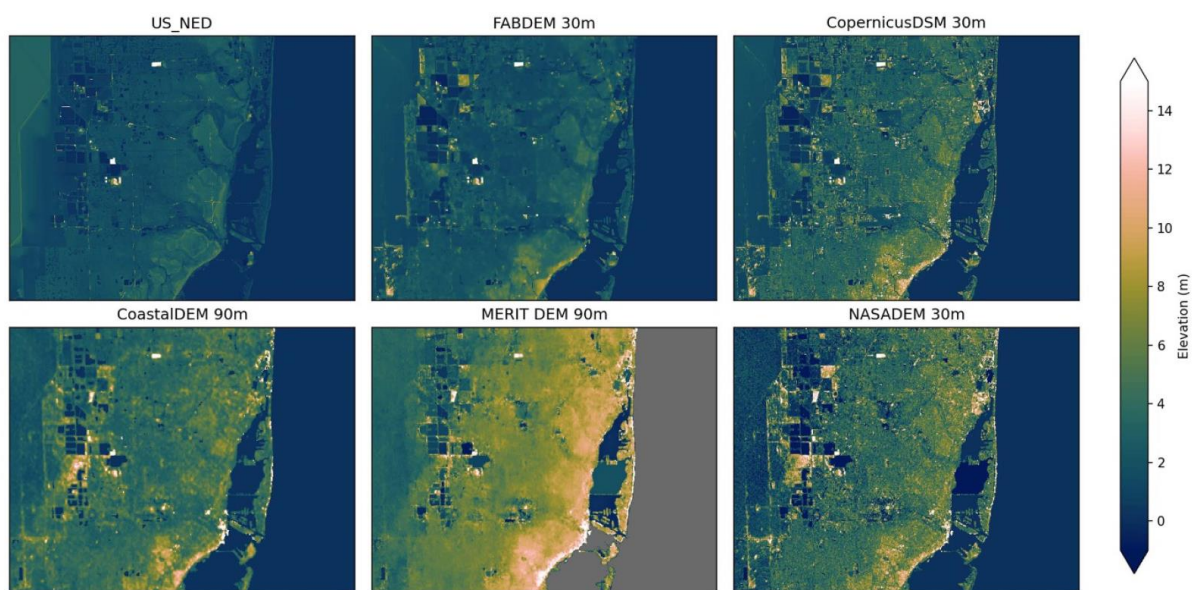 US_NED
FABDEM 30m
CopernicusDSM 30m
CoastalDEM 90m
MERIT DEM 90m
NASADEM 30m
14
12
10
8
6
4
2
0
Elevation (m)